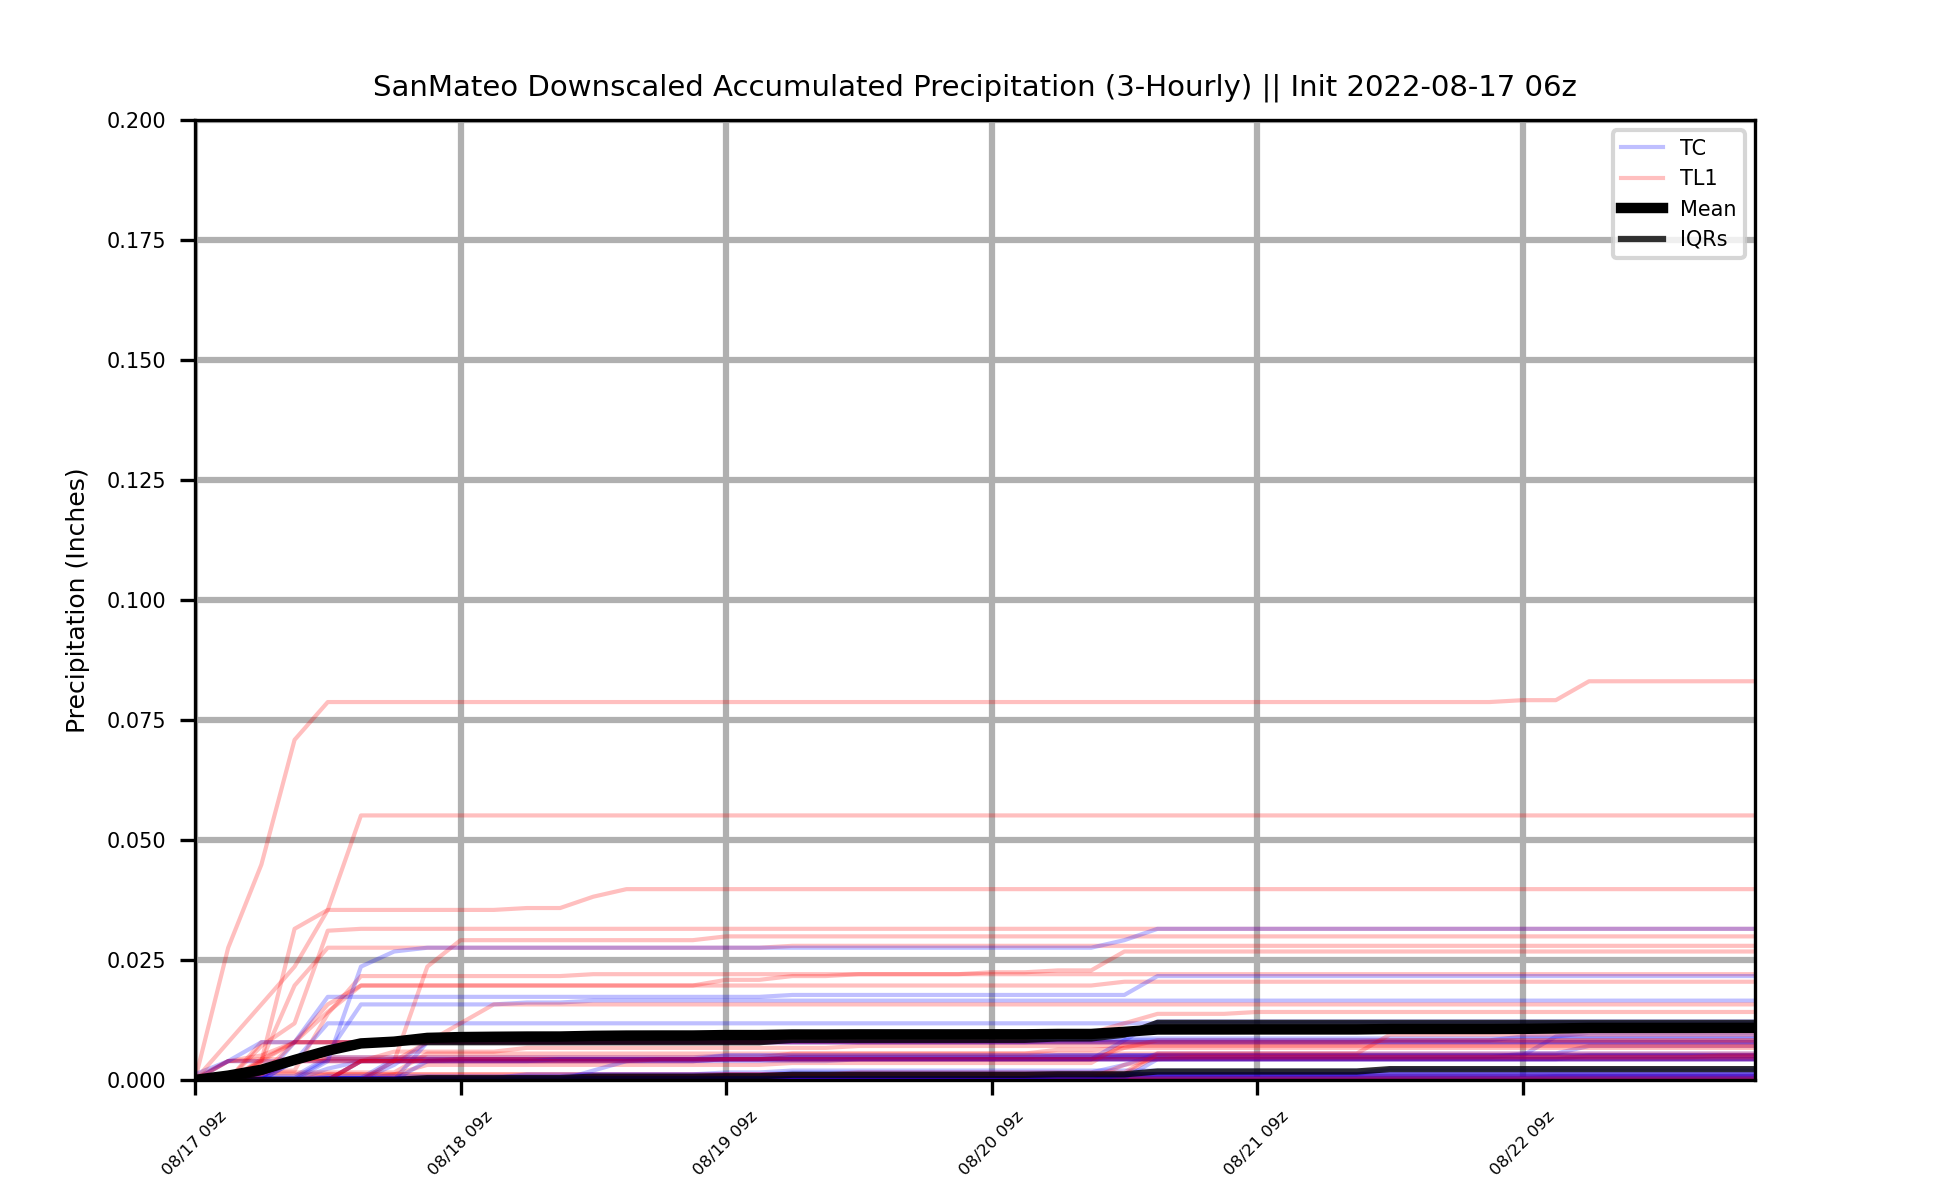 SanMateo Downscaled Accumulated Precipitation (3-Hourly) || Init 2022-08-17 06z
TC
TL1
Mean
IQRs
Precipitation (Inches)
0.200
0.175
0.150
0.125
0.100
0.075
0.050
0.025
0.000
08/17 09z
08/18 09z
08/19 09z
08/20 09z
08/21 09z
08/22 09z